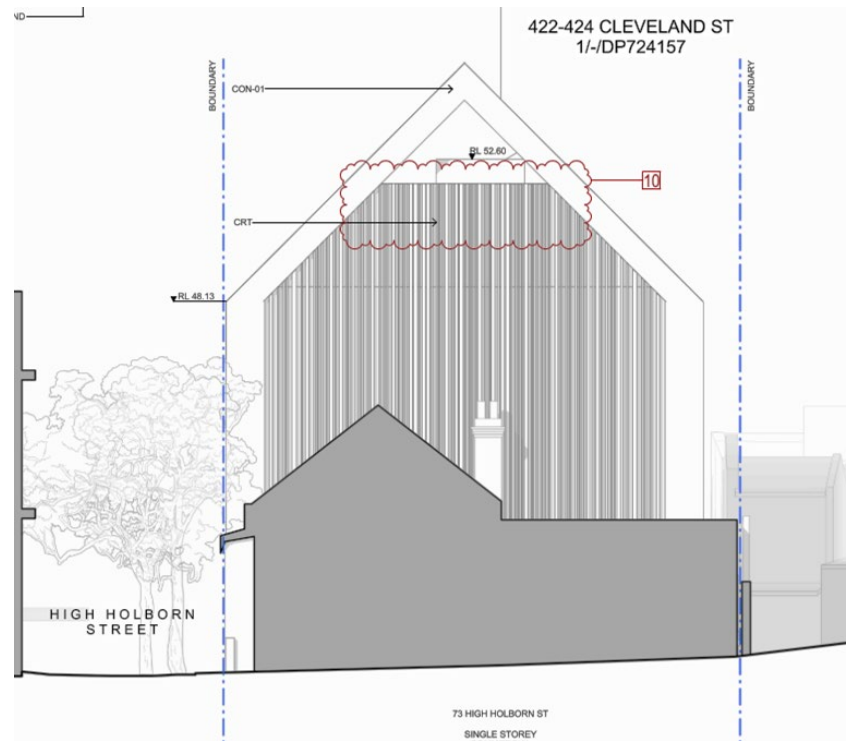 ND
422-424 CLEVELAND ST
1/-/DP724157
BOUNDARY
BOUNDARY
CON-01
RL 52.60
10
CRT
RL 48.13
HIGH HOLBORN
STREET
73 HIGH HOLBORN ST
SINGLE STOREY